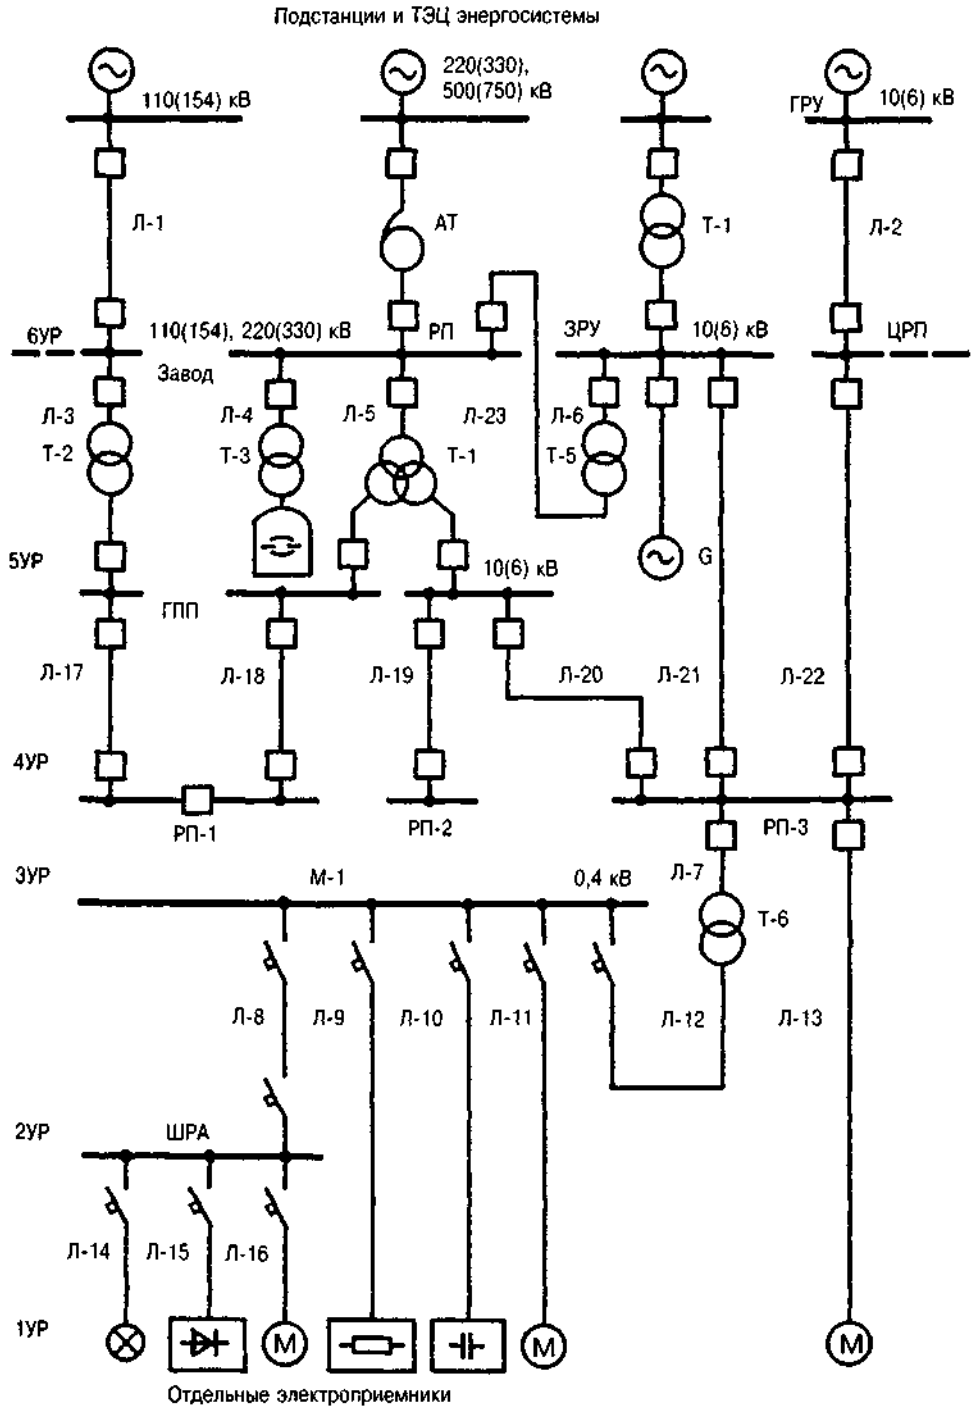 Подстанции и ТЭЦ энергосистемы
220(330),
500(750) кВ
110(154) кВ
ГРУ
10(6) кВ
Л-1
АТ
Т-1
Л-2
6УР
110(154), 220(330) кВ
РП
ЗРУ
10(6) кВ
ЦРП
Завод
Л-3
Л-4
Л-5
Л-23
Л-6
Т-2
Т-3
Т-1
Т-5
5УР
10(6) кВ
G
ГПП
Л-17
Л-18
Л-19
Л-20
Л-21
Л-22
4УР
РП-1
РП-2
РП-3
3УР
М-1
0,4 кВ
Л-7
Т-6
Л-8
Л-9
Л-10
Л-11
Л-12
Л-13
2УР
ШРА
Л-14
Л-15
Л-16
1УР
М
М
М
Отдельные электроприемники